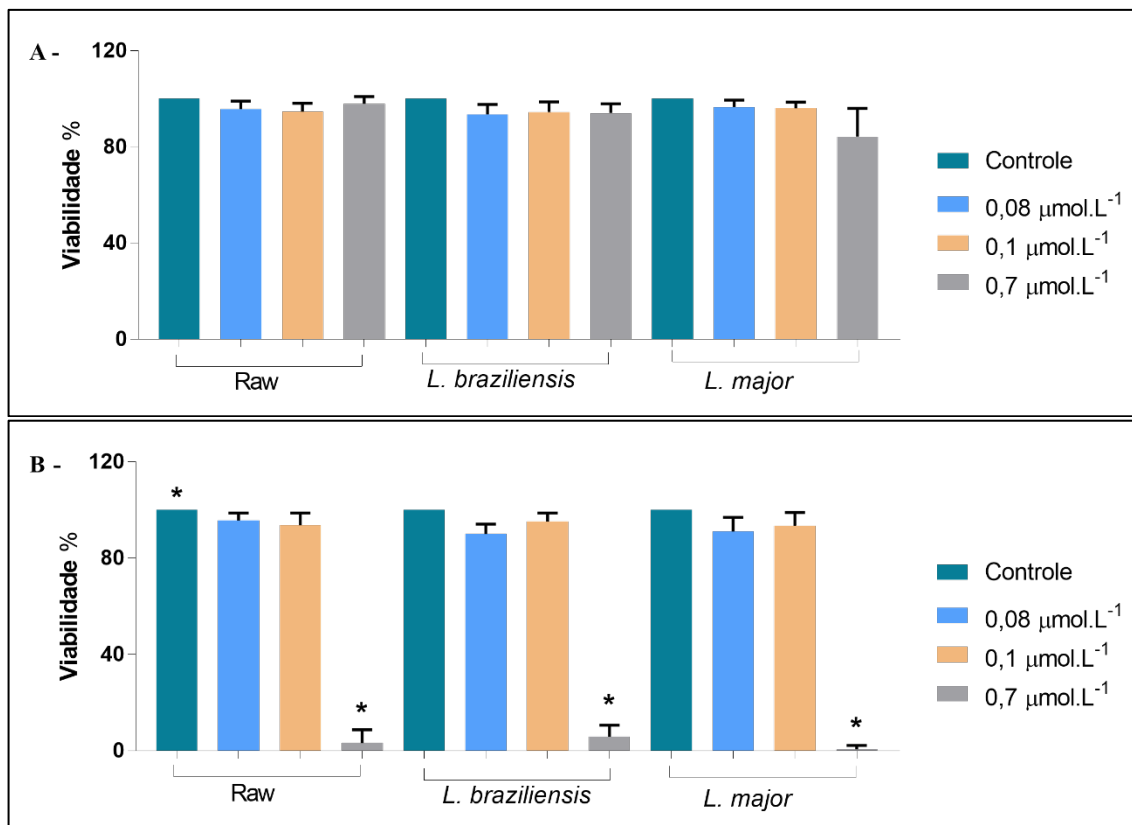 A -
120
80
40
0
Viabilidade %
Raw
L. braziliensis
L. major
Controle
0,08 μmol.L⁻¹
0,1 μmol.L⁻¹
0,7 μmol.L⁻¹
B -
120
80
40
0
Viabilidade %
*
*
*
*
Raw
L. braziliensis
L. major
Controle
0,08 μmol.L⁻¹
0,1 μmol.L⁻¹
0,7 μmol.L⁻¹